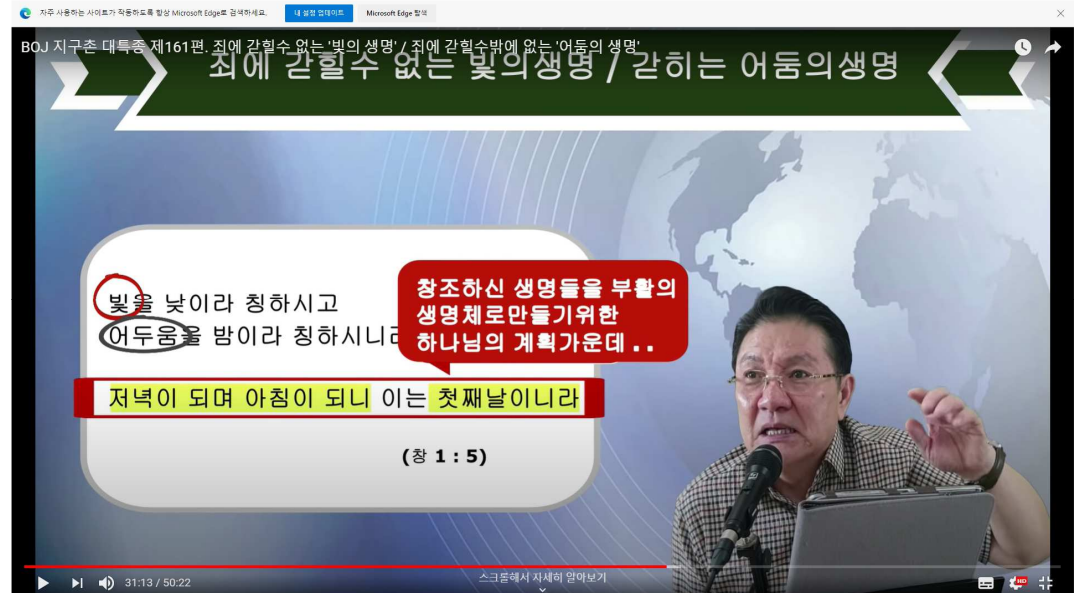 자주 사용하는 사이트가 작동하도록 항상 Microsoft Edge로 검색하세요.
내 설정 업데이트
Microsoft Edge 탐색
BOJ 지구촌 대특종 제161편. 죄에 갇힐수 없는 '빛의 생명' / 죄에 갇힐수밖에 없는 '어둠의 생명'
죄에 갇힐수 없는 빛의생명 / 갇히는 어둠의생명
빛을 낮이라 칭하시고
어두움을 밤이라 칭하시니라
창조하신 생명들을 부활의
생명체로만들기위한
하나님의 계획가운데 . .
저녁이 되며 아침이 되니 이는 첫째날이니라
(창 1 : 5)
31:13 / 50:22
스크롤해서 자세히 알아보기
HD